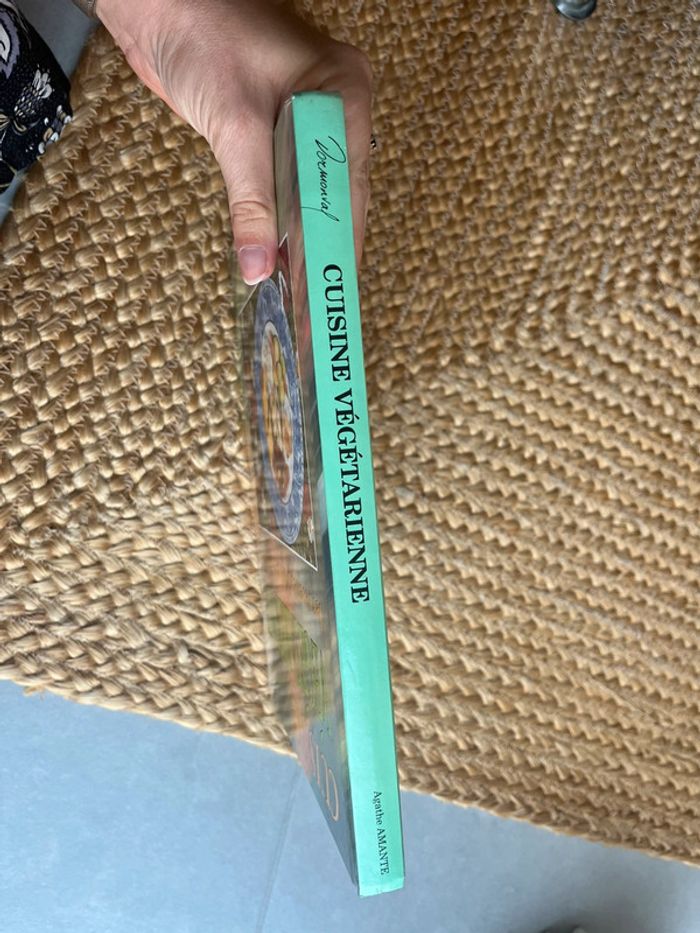 Dormonval
CUISINE VÉGÉTARIENNE
Agathe AMANTE